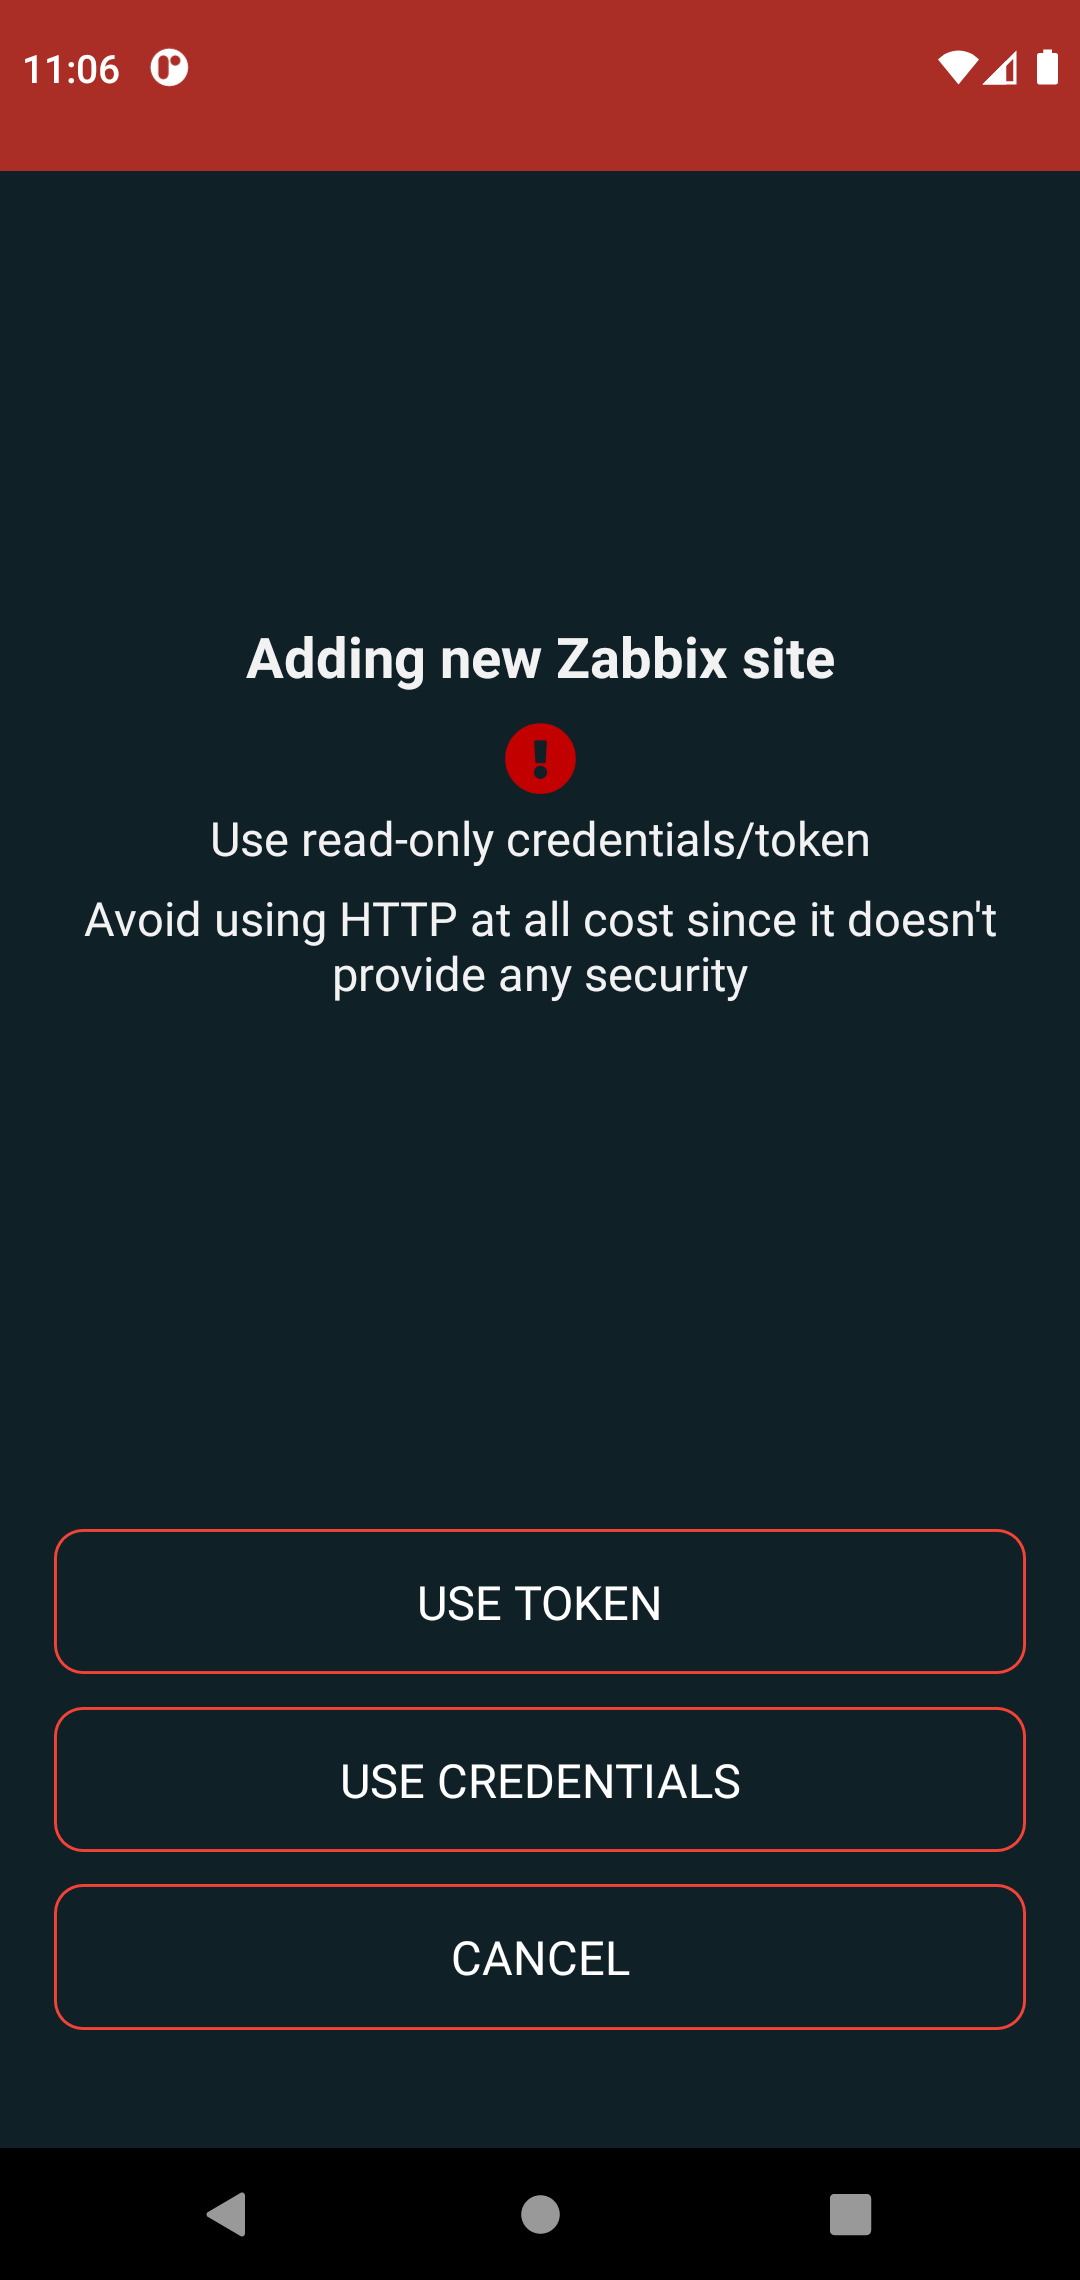 11:06
Adding new Zabbix site
Use read-only credentials/token
Avoid using HTTP at all cost since it doesn't
provide any security
USE TOKEN
USE CREDENTIALS
CANCEL